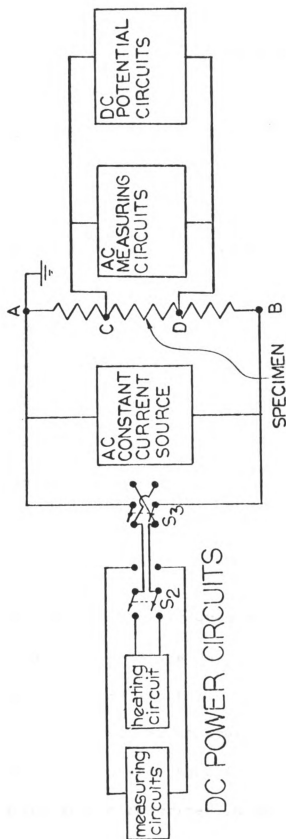 measuring
circuits
heating
circuit
S2
S3
DC POWER CIRCUITS
AC
CONSTANT
CURRENT
SOURCE
A
C
D
B
SPECIMEN
AC
MEASURING
CIRCUITS
DC
POTENTIAL
CIRCUITS